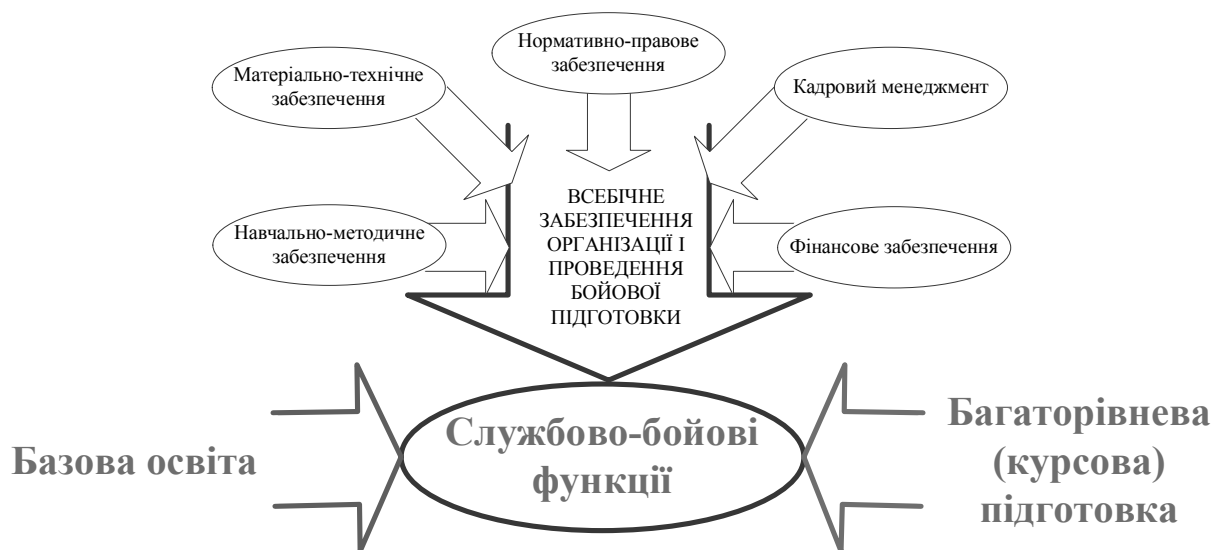 Нормативно-правове
забезпечення
Матеріально-технічне
забезпечення
Кадровий менеджмент
ВСЕБІЧНЕ
ЗАБЕЗПЕЧЕННЯ
ОРГАНІЗАЦІЇ І
ПРОВЕДЕННЯ
БОЙОВОЇ
ПІДГОТОВКИ
Навчально-методичне
забезпечення
Фінансове забезпечення
Базова освіта
Службово-бойові
функції
Багаторівнева
(курсова)
підготовка